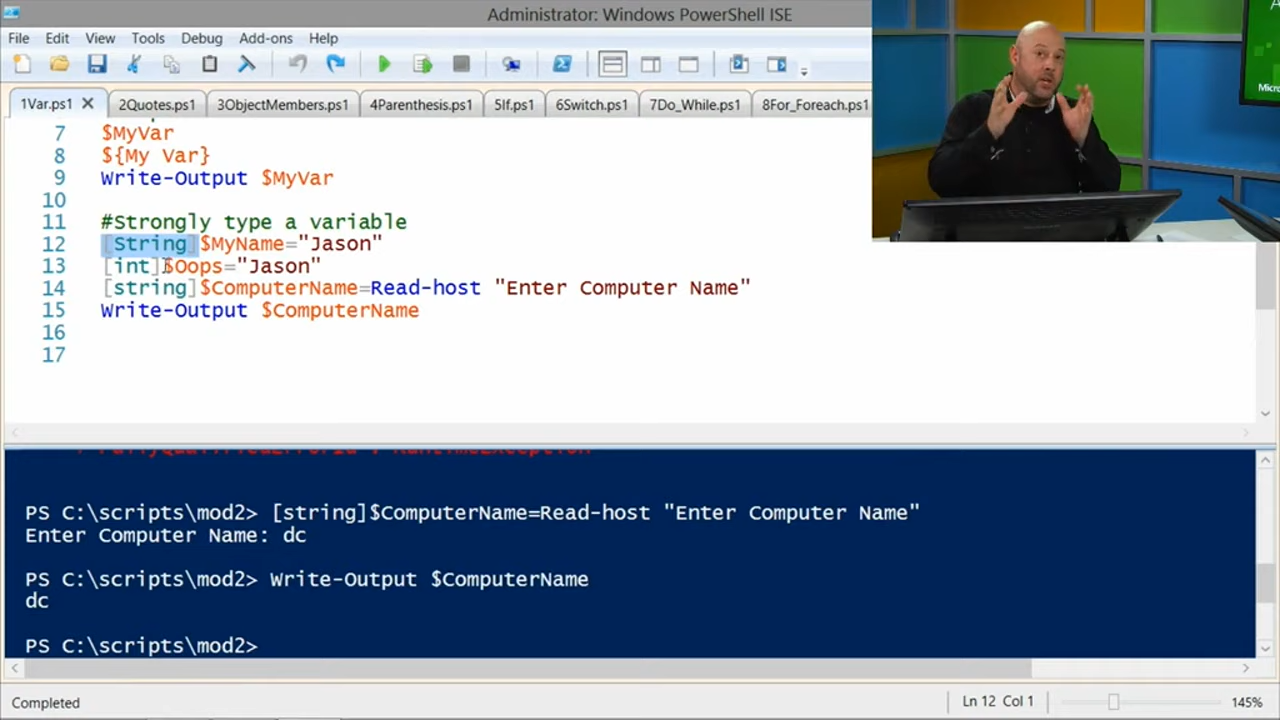 Administrator: Windows PowerShell ISE
File Edit View Tools Debug Add-ons Help
1Var.ps1 2Quotes.ps1 3ObjectMembers.ps1 4Parenthesis.ps1 5If.ps1 6Switch.ps1 7Do_While.ps1 8For_Foreach.ps1
7 $MyVar
8 ${My Var}
9 Write-Output $MyVar
10
11 #Strongly type a variable
12 [String]$MyName="Jason"
13 [int]$Oops="Jason"
14 [string]$ComputerName=Read-host "Enter Computer Name"
15 Write-Output $ComputerName
16
17
PS C:\scripts\mod2> [string]$ComputerName=Read-host "Enter Computer Name"
Enter Computer Name: dc
PS C:\scripts\mod2> Write-Output $ComputerName
dc
PS C:\scripts\mod2>
Completed Ln 12 Col 1 145%